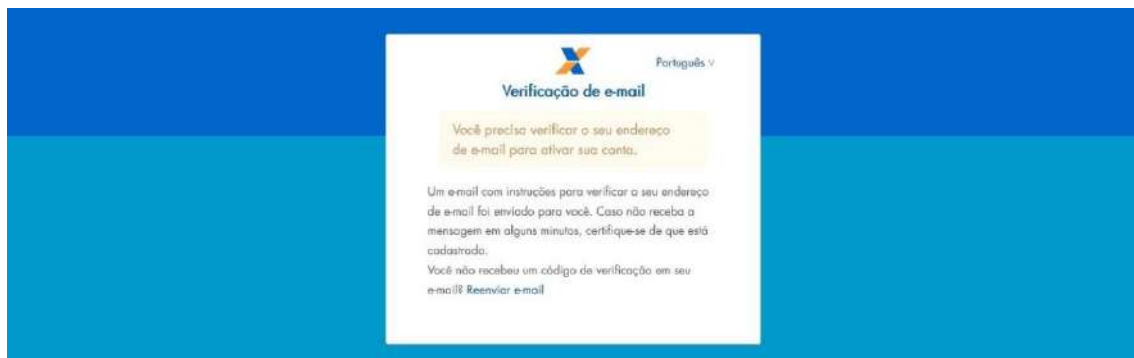 Português v
Verificação de e-mail
Você precisa verificar o seu endereço
de e-mail para ativar sua conta.
Um e-mail com instruções para verificar o seu endereço
de e-mail foi enviado para você. Caso não receba a
mensagem em alguns minutos, certifique-se de que está
cadastrado.
Você não recebeu um código de verificação em seu
e-mail? Reenviar e-mail